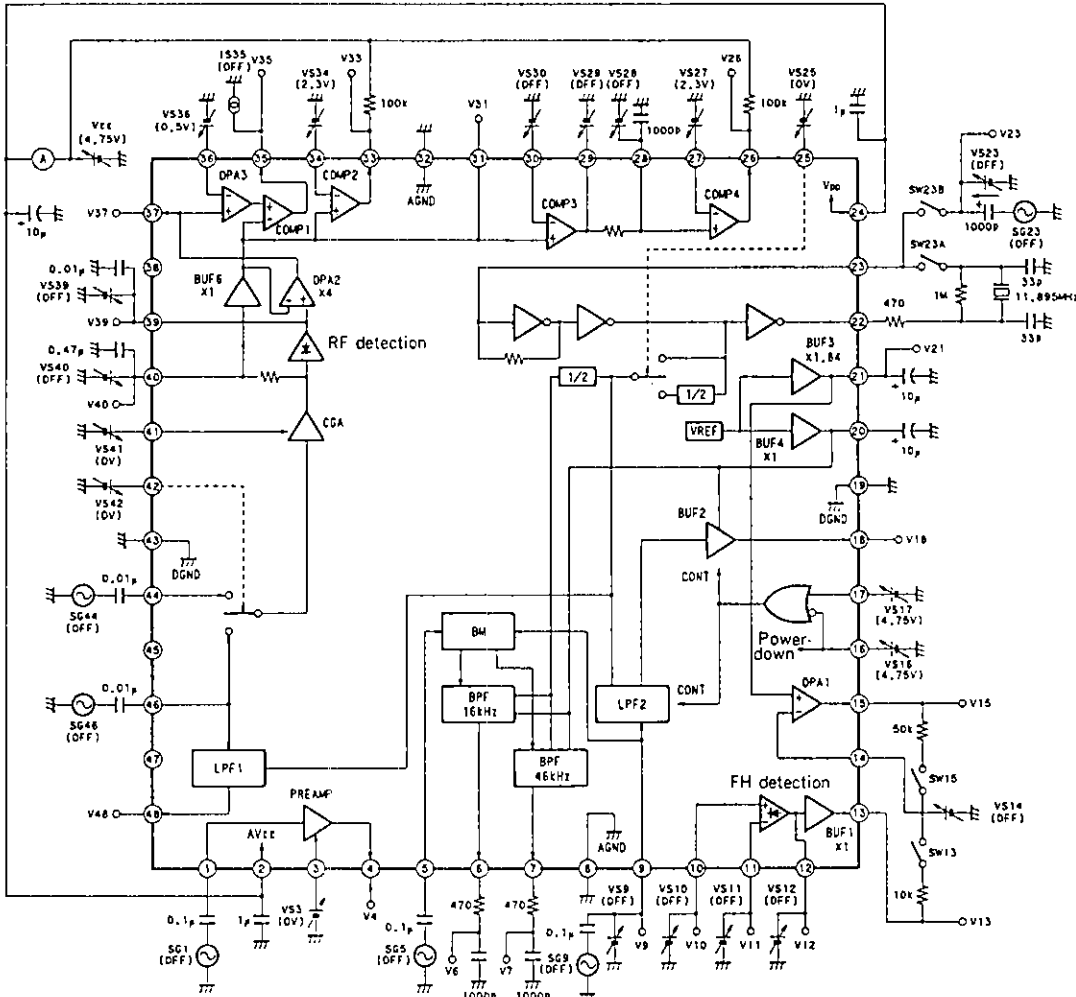 IS35
(OFF)
V35
VS34
(2.3V)
V33
VS30
(OFF)
VS29
(OFF)
VS28
(OFF)
VS27
(2.3V)
V26
VS25
(0V)
VS36
(0.5V)
100k
V31
1000p
100k
1μ
Vcc
(4.75V)
A
V23
VS23
(OFF)
36
35
34
33
32
31
30
29
28
27
26
25
DPA3
COMP2
AGND
COMP3
COMP4
VDD
24
SW23B
1000p
SG23
(OFF)
V37
37
10μ
COMP1
SW23A
0.01μ
38
23
33p
VS39
(OFF)
BUF6
X1
DPA2
X4
470
1M
11.895MHz
V39
39
22
33p
RF detection
0.47μ
BUF3
X1.84
V21
VS40
(OFF)
40
1/2
1/2
21
10μ
V40
CGA
VREF
BUF4
X1
20
10μ
41
VS41
(0V)
42
19
VS42
(0V)
DGND
BUF2
43
18
V18
DGND
CONT
0.01μ
44
17
VS17
(4.75V)
SG44
(OFF)
BM
Power-
down
45
16
VS16
(4.75V)
CONT
DPA1
BPF
16kHz
LPF2
0.01μ
46
15
V15
SG46
(OFF)
50k
BPF
46kHz
47
LPF1
14
SW15
FH detection
PREAMP
VS14
(OFF)
V48
48
13
AVcc
AGND
BUF1
X1
SW13
1
2
3
4
5
6
7
8
9
10
11
12
10k
VS9
(OFF)
VS10
(OFF)
VS11
(OFF)
VS12
(OFF)
0.1μ
1μ
VS3
(0V)
V4
0.1μ
470
470
V13
0.1μ
V9
V10
V11
V12
SG1
(OFF)
SG5
(OFF)
V6
V7
SG9
(OFF)
1000p
1000p